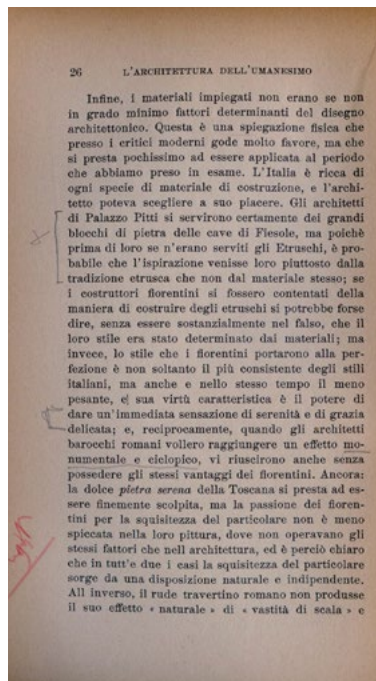 26 L'ARCHITETTURA DELL'UMANESIMO
Infine, i materiali impiegati non erano se non
in grado minimo fattori determinanti del disegno
architettonico. Questa è una spiegazione fisica che
presso i critici moderni gode molto favore, ma che
si presta pochissimo ad essere applicata al periodo
che abbiamo preso in esame. L'Italia è ricca di
ogni specie di materiale di costruzione, e l'archi-
tetto poteva scegliere a suo piacere. Gli architetti
di Palazzo Pitti si servirono certamente dei grandi
blocchi di pietra delle cave di Fiesole, ma poichè
prima di loro se n'erano serviti gli Etruschi, è pro-
babile che l'ispirazione venisse loro piuttosto dalla
tradizione etrusca che non dal materiale stesso; se
i costruttori fiorentini si fossero contentati della
maniera di costruire degli etruschi si potrebbe forse
dire, senza essere sostanzialmente nel falso, che il
loro stile era stato determinato dai materiali; ma
invece, lo stile che i fiorentini portarono alla per-
fezione è non soltanto il più consistente degli stili
italiani, ma anche e nello stesso tempo il meno
pesante, e sua virtù caratteristica è il potere di
dare un'immediata sensazione di serenità e di grazia
delicata; e, reciprocamente, quando gli architetti
barocchi romani vollero raggiungere un effetto mo-
numentale e ciclopico, vi riuscirono anche senza
possedere gli stessi vantaggi dei fiorentini. Ancora:
la dolce pietra serena della Toscana si presta ad es-
sere finemente scolpita, ma la passione dei fioren-
tini per la squisitezza del particolare non è meno
spiccata nella loro pittura, dove non operavano gli
stessi fattori che nell architettura, ed è perciò chiaro
che in tutt'e due i casi la squisitezza del particolare
sorge da una disposizione naturale e indipendente.
All inverso, il rude travertino romano non produsse
il suo effetto « naturale » di « vastità di scala » e